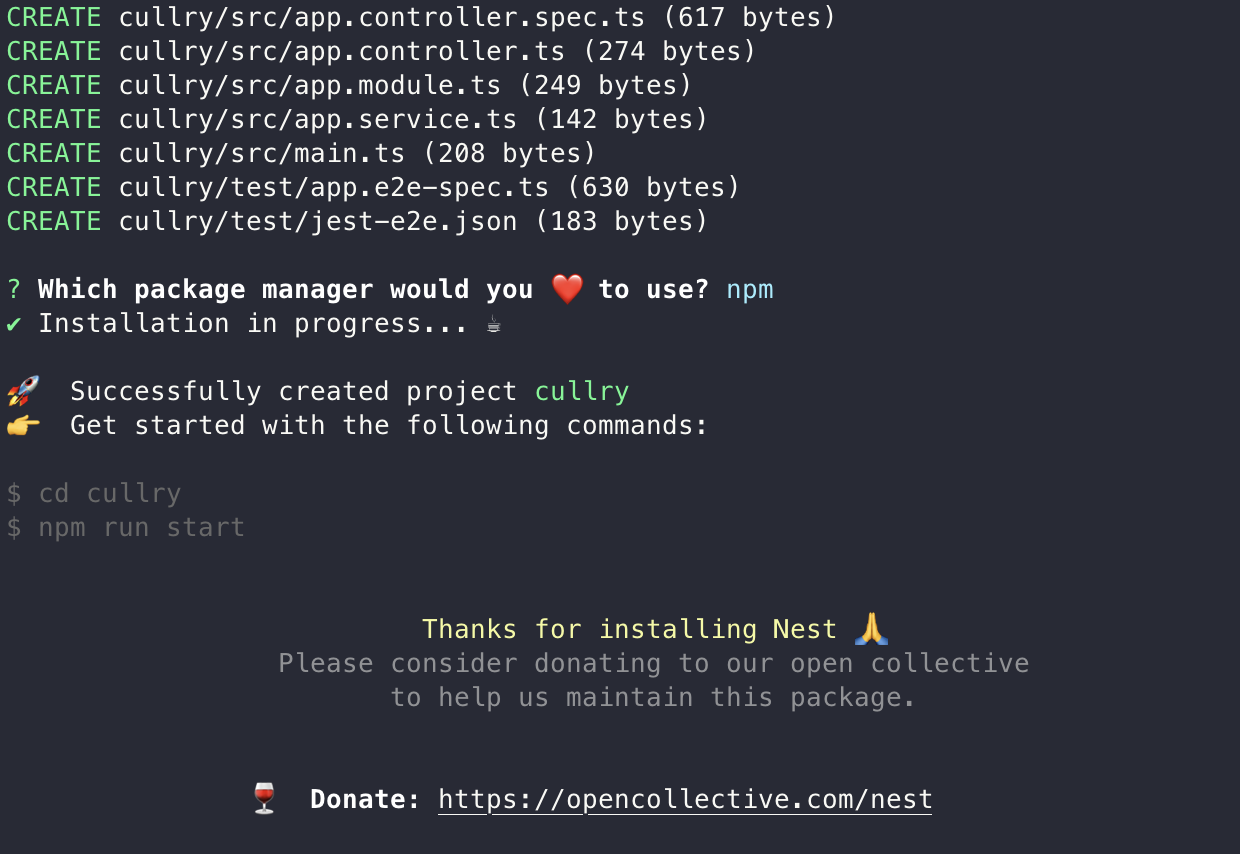 CREATE cullry/src/app.controller.spec.ts (617 bytes)
CREATE cullry/src/app.controller.ts (274 bytes)
CREATE cullry/src/app.module.ts (249 bytes)
CREATE cullry/src/app.service.ts (142 bytes)
CREATE cullry/src/main.ts (208 bytes)
CREATE cullry/test/app.e2e-spec.ts (630 bytes)
CREATE cullry/test/jest-e2e.json (183 bytes)
? Which package manager would you ❤️ to use? npm
✔ Installation in progress... ☕
🚀 Successfully created project cullry
👉 Get started with the following commands:
$ cd cullry
$ npm run start
Thanks for installing Nest 🙏
Please consider donating to our open collective
to help us maintain this package.
🍷 Donate: https://opencollective.com/nest